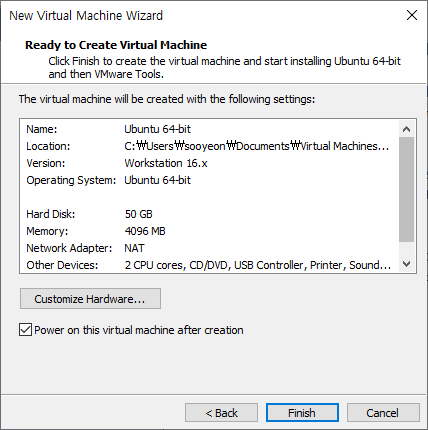 New Virtual Machine Wizard
Ready to Create Virtual Machine
Click Finish to create the virtual machine and start installing Ubuntu 64-bit
and then VMware Tools.
The virtual machine will be created with the following settings:
Name: Ubuntu 64-bit
Location: C:₩Users₩sooyeon₩Documents₩Virtual Machines...
Version: Workstation 16.x
Operating System: Ubuntu 64-bit
Hard Disk: 50 GB
Memory: 4096 MB
Network Adapter: NAT
Other Devices: 2 CPU cores, CD/DVD, USB Controller, Printer, Sound...
Customize Hardware...
Power on this virtual machine after creation
< Back Finish Cancel